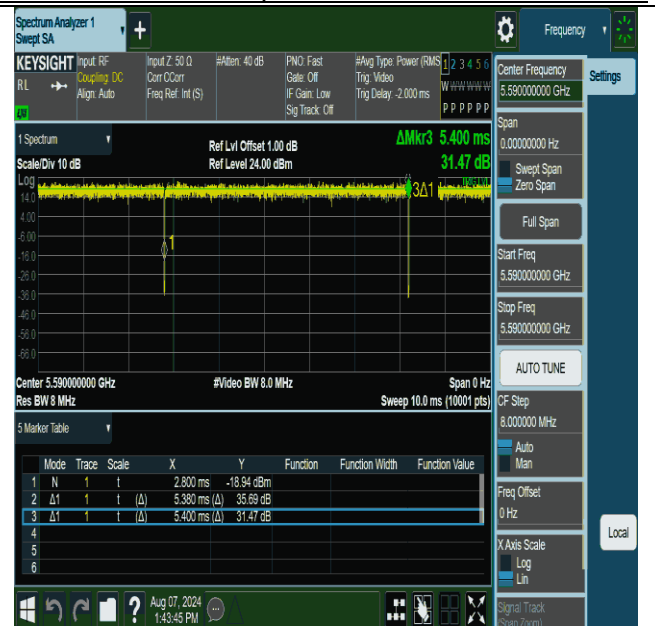 Spectrum Analyzer 1
Swept SA
+
Frequency
KEYSIGHT
RL
LXI
Input: RF
Coupling: DC
Align: Auto
Input Z: 50 Ω
Corr CCorr
Freq Ref: Int (S)
#Atten: 40 dB
PNO: Fast
Gate: Off
IF Gain: Low
Sig Track: Off
#Avg Type: Power (RMS
Trig: Video
Trig Delay: -2.000 ms
1 2 3 4 5 6
W W W W W W
P P P P P P
1 Spectrum
Scale/Div 10 dB
Ref Lvl Offset 1.00 dB
Ref Level 24.00 dBm
ΔMkr3 5.400 ms
31.47 dB
Log
14.0
4.00
-6.00
-16.0
-26.0
-36.0
-46.0
-56.0
-66.0
1
3Δ1
Center 5.590000000 GHz
#Video BW 8.0 MHz
Span 0 Hz
Res BW 8 MHz
Sweep 10.0 ms (10001 pts)
5 Marker Table
Mode Trace Scale X Y Function Function Width Function Value
1 N 1 t 2.800 ms -18.94 dBm
2 Δ1 1 t (Δ) 5.380 ms (Δ) 35.69 dB
3 Δ1 1 t (Δ) 5.400 ms (Δ) 31.47 dB
4
5
6
Aug 07, 2024
1:43:45 PM
?
Center Frequency
5.590000000 GHz
Settings
Span
0.00000000 Hz
Swept Span
Zero Span
Full Span
Start Freq
5.590000000 GHz
Stop Freq
5.590000000 GHz
AUTO TUNE
CF Step
8.000000 MHz
Auto
Man
Freq Offset
0 Hz
Local
X Axis Scale
Log
Lin
Signal Track
(Span Zoom)